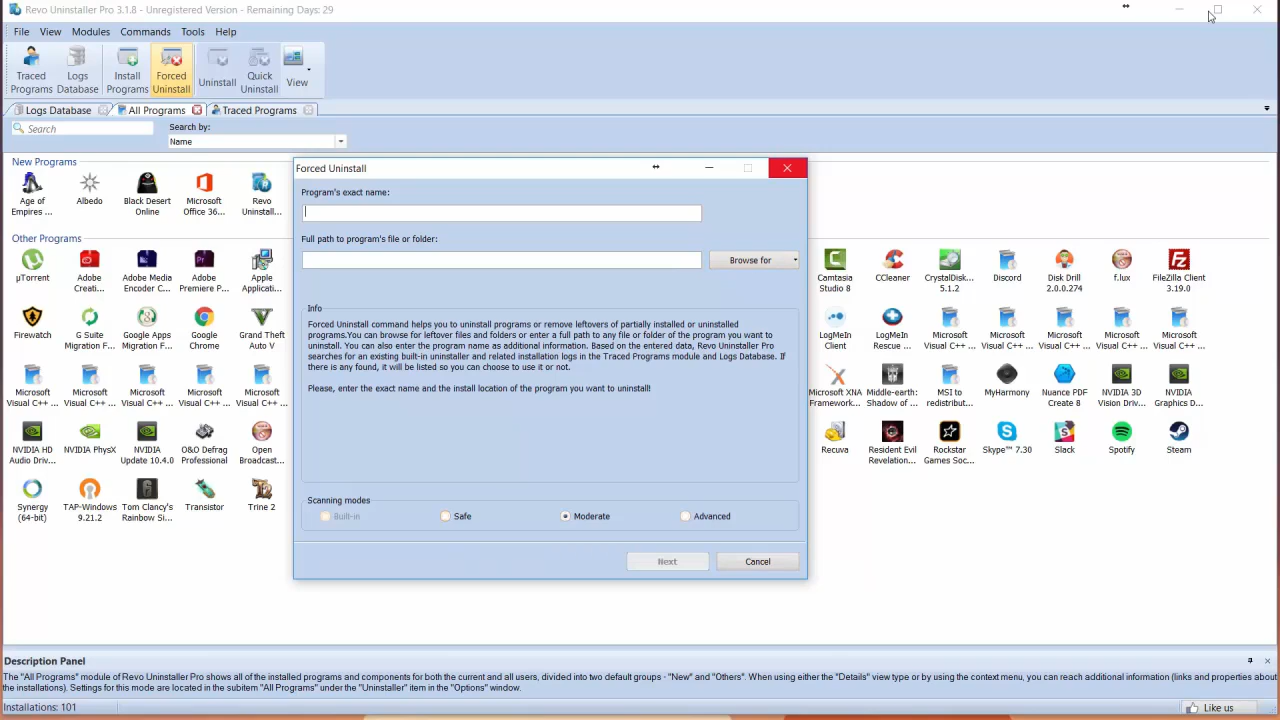 Revo Uninstaller Pro 3.1.8 - Unregistered Version - Remaining Days: 29
File View Modules Commands Tools Help
Traced Programs
Logs Database
Install Programs
Forced Uninstall
Uninstall
Quick Uninstall
View
Logs Database All Programs Traced Programs
Search
Search by:
Name
New Programs
Age of Empires ...
Albedo
Black Desert Online
Microsoft Office 36...
Revo Uninstall...
Other Programs
µTorrent
Adobe Creati...
Adobe Media Encoder C...
Adobe Premiere P...
Apple Applicati...
Camtasia Studio 8
CCleaner
CrystalDisk... 5.1.2
Discord
Disk Drill 2.0.0.274
f.lux
FileZilla Client 3.19.0
Firewatch
G Suite Migration F...
Google Apps Migration F...
Google Chrome
Grand Theft Auto V
LogMeIn Client
LogMeIn Rescue ...
Microsoft Visual C++ ...
Microsoft Visual C++ ...
Microsoft Visual C++ ...
Microsoft Visual C++ ...
Microsoft Visual C++ ...
Microsoft Visual C++ ...
Microsoft Visual C++ ...
Microsoft Visual C++ ...
Microsoft Visual C++ ...
Microsoft Visual C++ ...
Microsoft XNA Framework...
Middle-earth: Shadow of ...
MSI to redistribut...
MyHarmony
Nuance PDF Create 8
NVIDIA 3D Vision Driv...
NVIDIA Graphics D...
NVIDIA HD Audio Driv...
NVIDIA PhysX
NVIDIA Update 10.4.0
O&O Defrag Professional
Open Broadcast...
Recuva
Resident Evil Revelation...
Rockstar Games Soc...
Skype™ 7.30
Slack
Spotify
Steam
Synergy (64-bit)
TAP-Windows 9.21.2
Tom Clancy's Rainbow Si...
Transistor
Trine 2
Forced Uninstall
Program's exact name:
Full path to program's file or folder:
Browse for
Info
Forced Uninstall command helps you to uninstall programs or remove leftovers of partially installed or uninstalled
programs.You can browse for leftover files and folders or enter a full path to any file or folder of the program you want to
uninstall. You can also enter the program name as additional information. Based on the entered data, Revo Uninstaller Pro
searches for an existing built-in uninstaller and related installation logs in the Traced Programs module and Logs Database. If
there is any found, it will be listed so you can choose to use it or not.
Please, enter the exact name and the install location of the program you want to uninstall!
Scanning modes
Built-in Safe Moderate Advanced
Next Cancel
Description Panel
The "All Programs" module of Revo Uninstaller Pro shows all of the installed programs and components for both the current and all users, divided into two default groups - "New" and "Others". When using either the "Details" view type or by using the context menu, you can reach additional information (links and properties about
the installations). Settings for this mode are located in the subitem "All Programs" under the "Uninstaller" item in the "Options" window.
Installations: 101
Like us